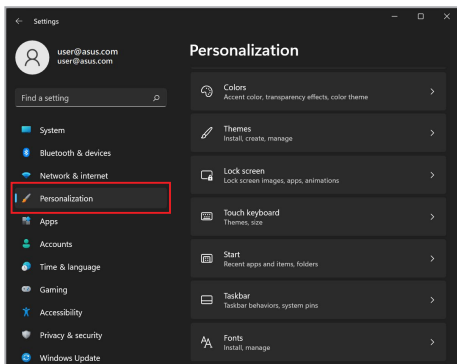 Settings
user@asus.com
user@asus.com
Find a setting
System
Bluetooth & devices
Network & internet
Personalization
Apps
Accounts
Time & language
Gaming
Accessibility
Privacy & security
Windows Update
Personalization
Colors
Accent color, transparency effects, color theme
Themes
Install, create, manage
Lock screen
Lock screen images, apps, animations
Touch keyboard
Themes, size
Start
Recent apps and items, folders
Taskbar
Taskbar behaviors, system pins
Fonts
Install, manage